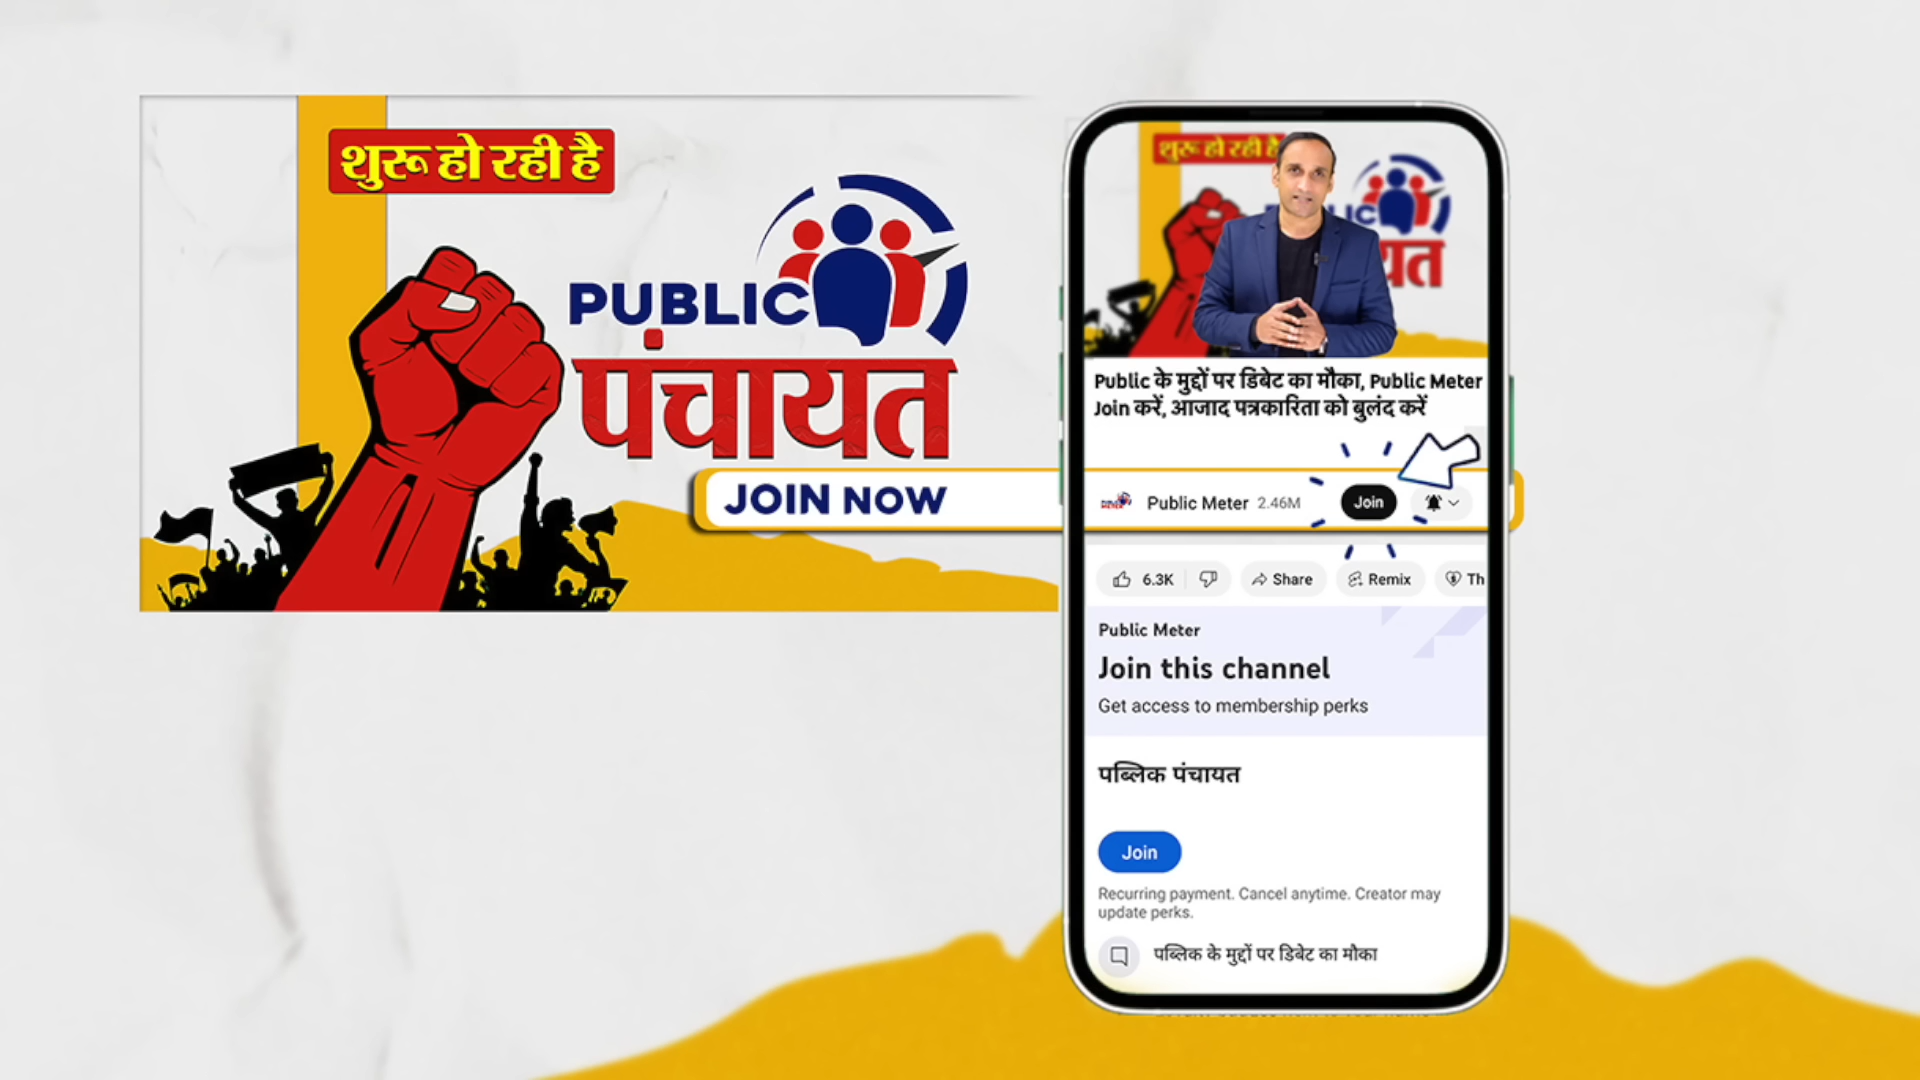 शुरू हो रही है
PUBLIC
पंचायत
JOIN NOW
शुरू हो रही है
Public के मुद्दों पर डिबेट का मौका, Public Meter
Join करें, आजाद पत्रकारिता को बुलंद करें
Public Meter 2.46M Join
6.3K Share Remix Th
Public Meter
Join this channel
Get access to membership perks
पब्लिक पंचायत
Join
Recurring payment. Cancel anytime. Creator may
update perks.
पब्लिक के मुद्दों पर डिबेट का मौका